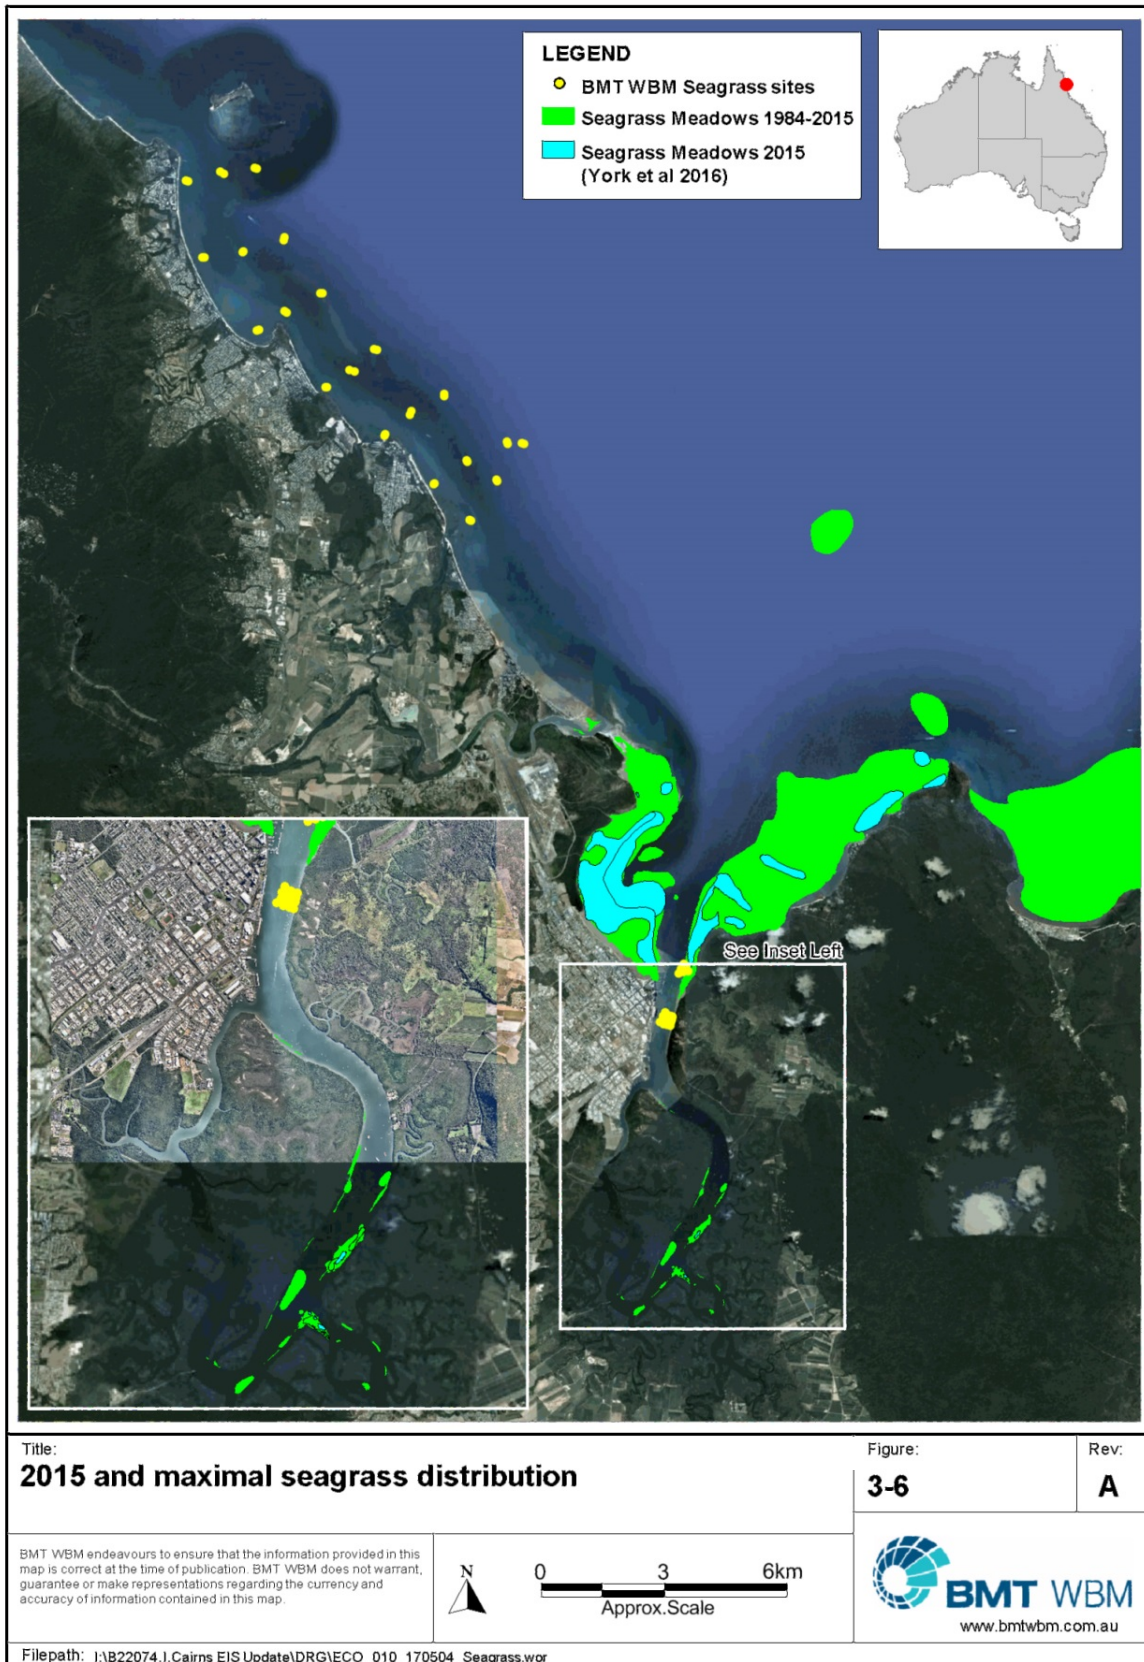 LEGEND
BMT WBM Seagrass sites
Seagrass Meadows 1984-2015
Seagrass Meadows 2015
(York et al 2016)
See Inset Left
Title:
2015 and maximal seagrass distribution
Figure:
3-6
Rev:
A
BMT WBM endeavours to ensure that the information provided in this
map is correct at the time of publication. BMT WBM does not warrant,
guarantee or make representations regarding the currency and
accuracy of information contained in this map.
N
0 3 6km
Approx.Scale
BMT WBM
www.bmtwbm.com.au
Filepath: I:\B22074.I.Cairns EIS Update\DRG\ECO_010_170504_Seagrass.wor